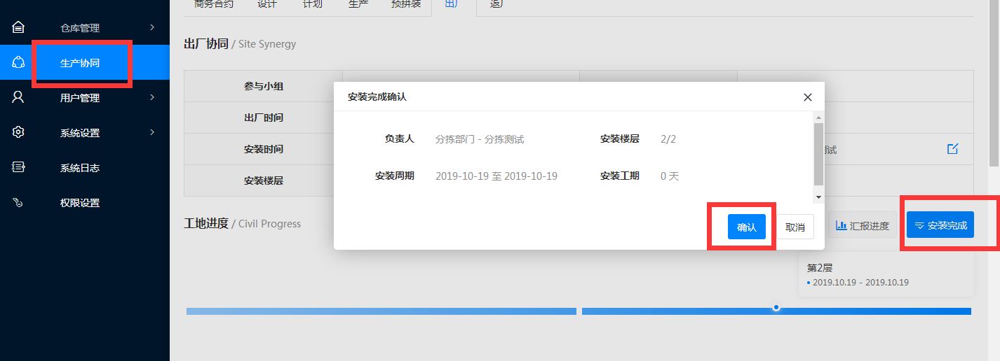 商务合约 设计 计划 生产 预拼装 出厂 返厂
仓库管理
生产协同
用户管理
系统设置
系统日志
权限设置
出厂协同 / Site Synergy
参与小组
出厂时间
安装时间
安装楼层
测试
安装完成确认
负责人 分拣部门 - 分拣测试 安装楼层 2/2
安装周期 2019-10-19 至 2019-10-19 安装工期 0 天
确认 取消
工地进度 / Civil Progress
汇报进度 安装完成
第2层
2019.10.19 - 2019.10.19